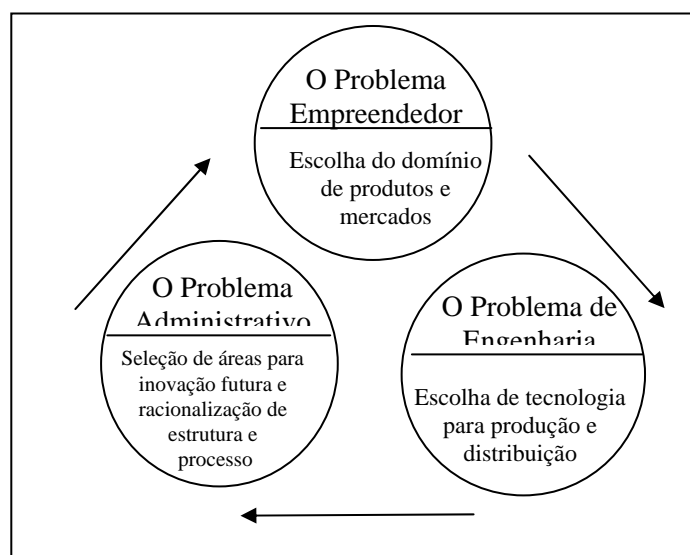 O Problema
Empreendedor
Escolha do domínio
de produtos e
mercados
O Problema
Administrativo
Seleção de áreas para
inovação futura e
racionalização de
estrutura e
processo
O Problema de
Engenharia
Escolha de tecnologia
para produção e
distribuição